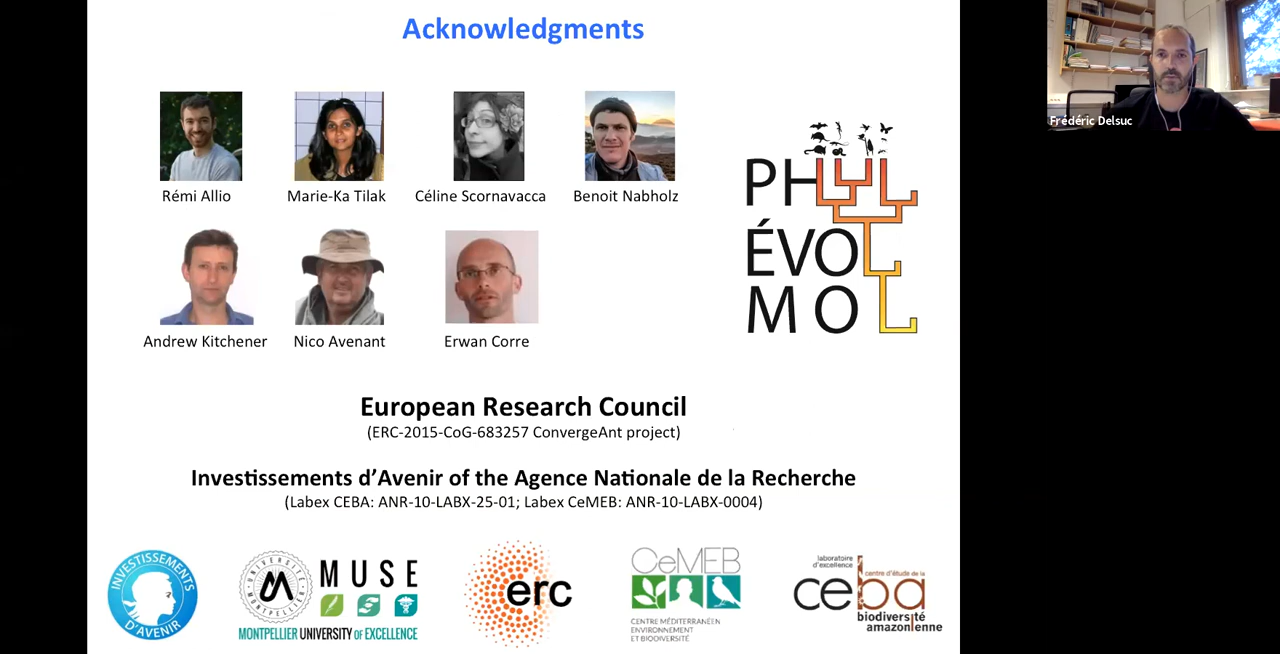 Acknowledgments
Frédéric Delsuc
Rémi Allio
Marie-Ka Tilak
Céline Scornavacca
Benoit Nabholz
PHYL
ÉVOL
MOL
Andrew Kitchener
Nico Avenant
Erwan Corre
European Research Council
(ERC-2015-CoG-683257 ConvergeAnt project)
Investissements d’Avenir of the Agence Nationale de la Recherche
(Labex CEBA: ANR-10-LABX-25-01; Labex CeMEB: ANR-10-LABX-0004)
INVESTISSEMENTS
D'AVENIR
UNIVERSITÉ
MONTPELLIER
MUSE
MONTPELLIER UNIVERSITY OF EXCELLENCE
erc
CeMEB
CENTRE MÉDITERRANÉEN
ENVIRONNEMENT
ET BIODIVERSITÉ
laboratoire
d'excellence
centre d'étude de la
ceba
biodiversité
amazonienne